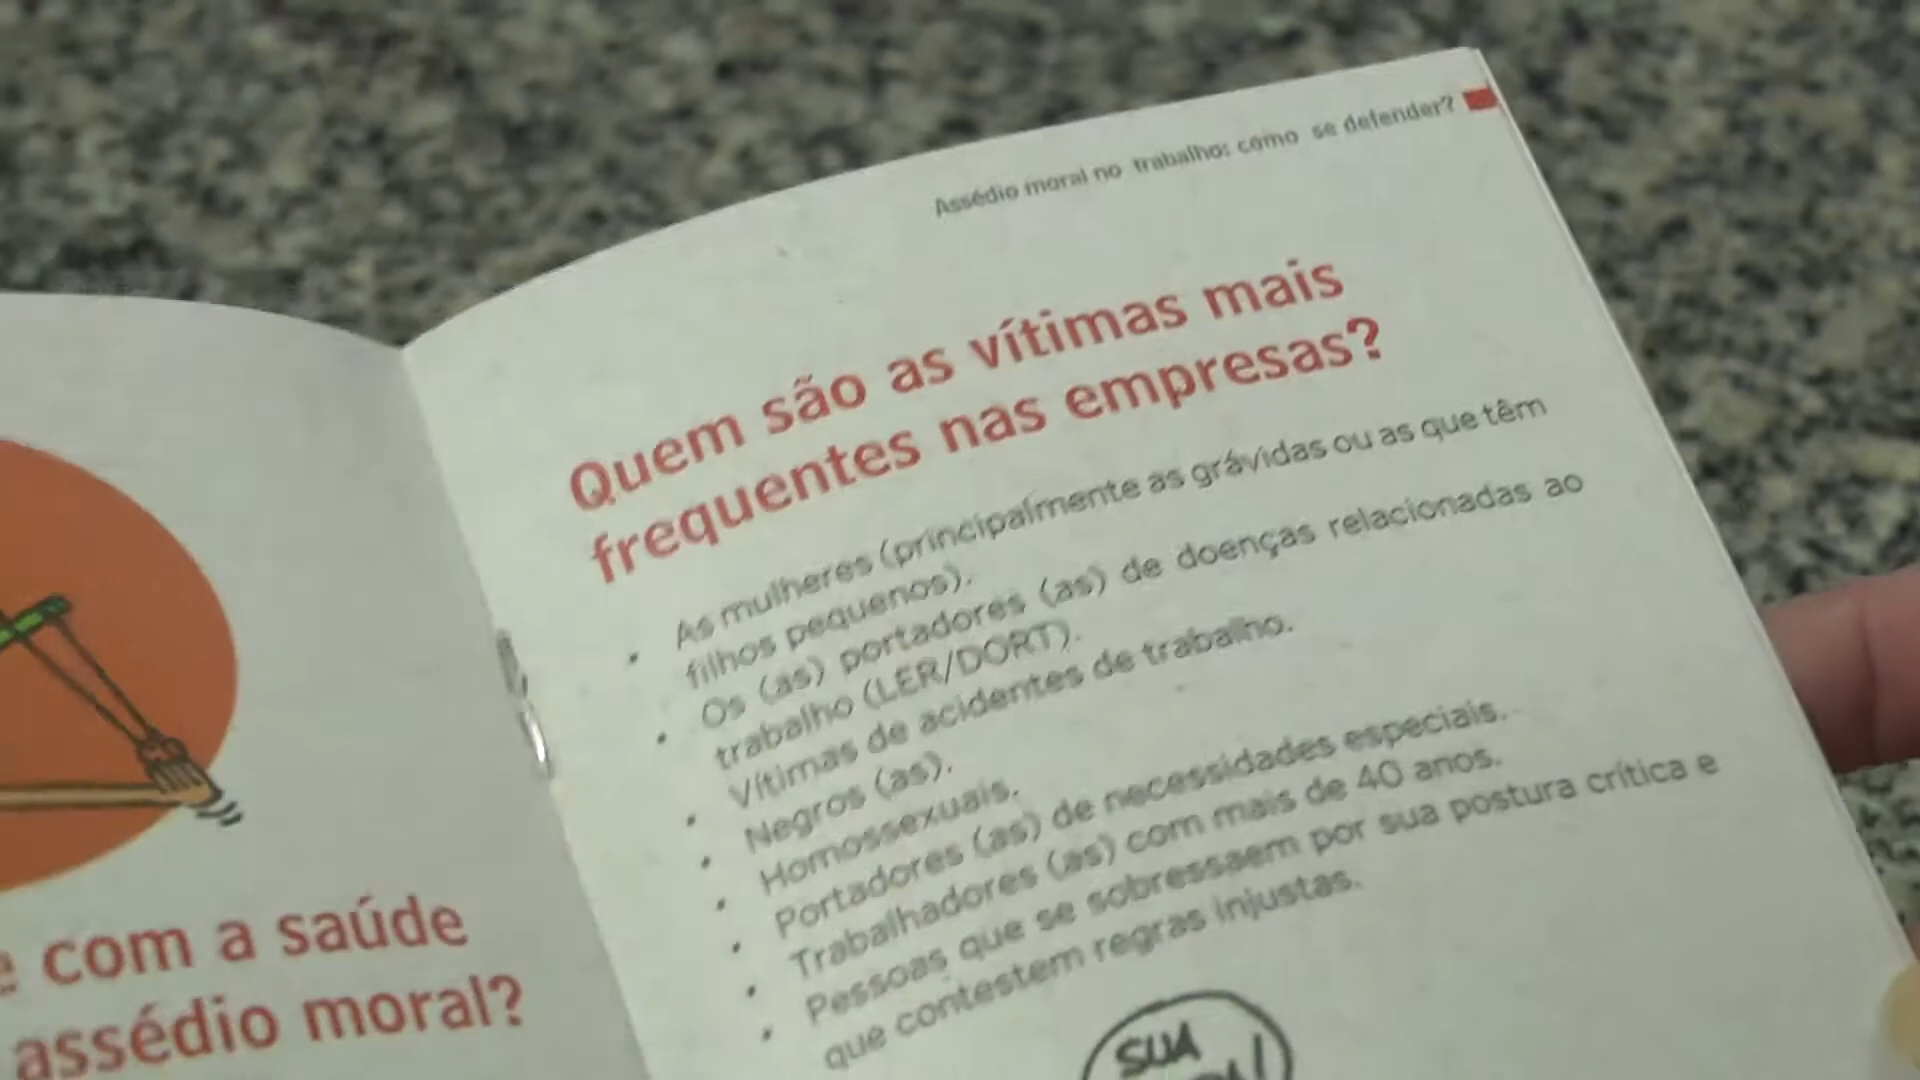 com a saúde
assédio moral?
Assédio moral no trabalho: como se defender?
Quem são as vítimas mais
frequentes nas empresas?
• As mulheres (principalmente as grávidas ou as que têm
filhos pequenos).
• Os (as) portadores (as) de doenças relacionadas ao
trabalho (LER/DORT).
• Vítimas de acidentes de trabalho.
• Negros (as).
• Homossexuais.
• Portadores (as) de necessidades especiais.
• Trabalhadores (as) com mais de 40 anos.
• Pessoas que se sobressaem por sua postura crítica e
que contestem regras injustas.
SUA